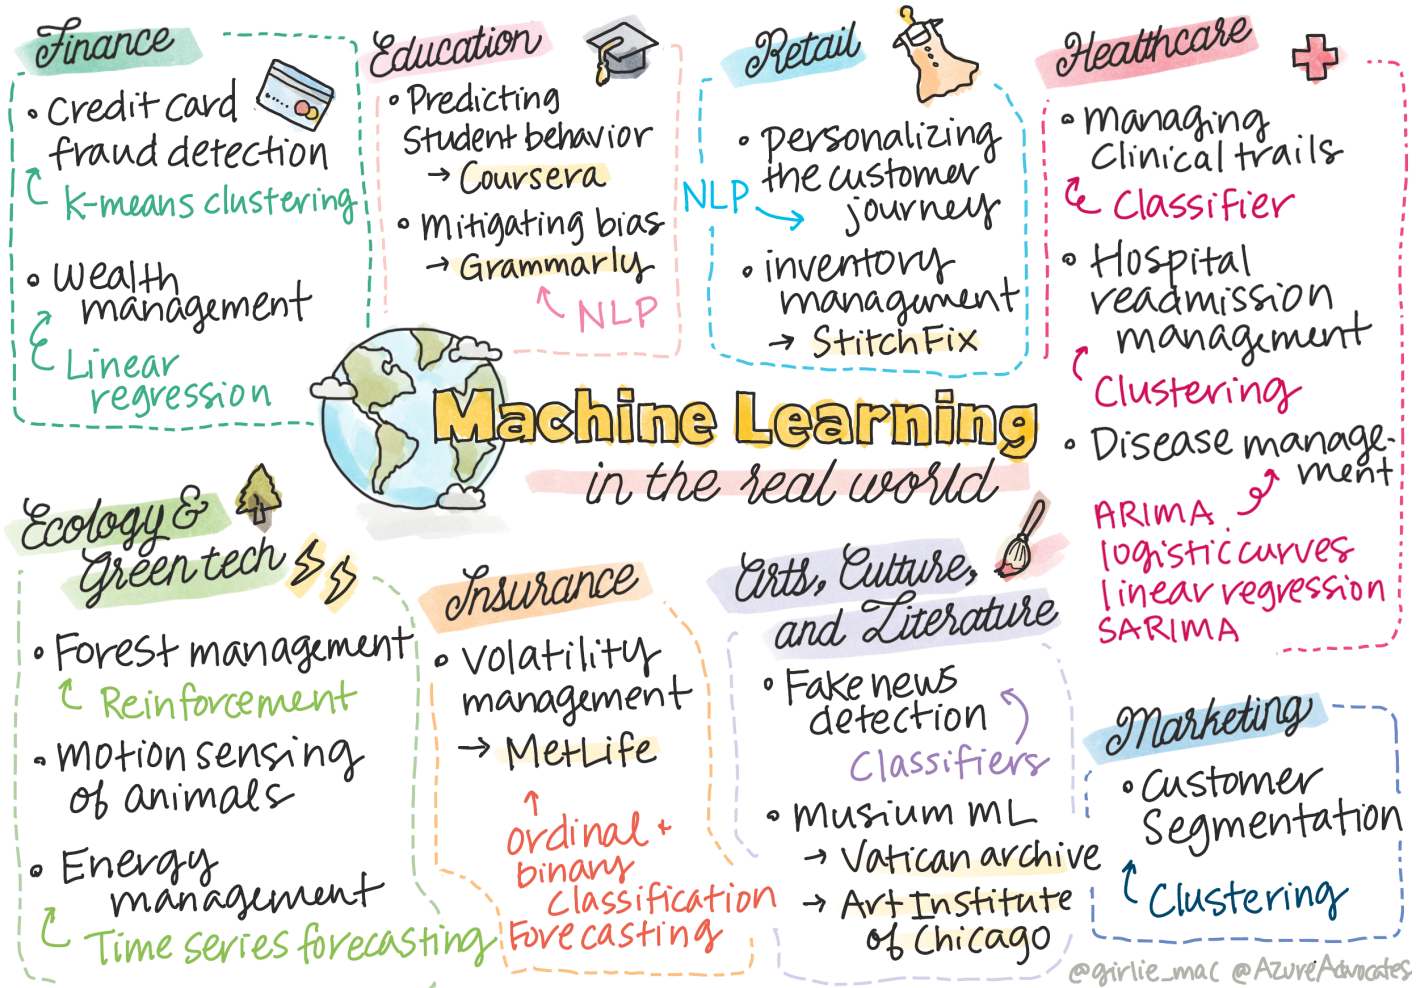 Finance
• Credit card
fraud detection
K-means clustering
• Wealth
management
Linear
regression
Education
• Predicting
student behavior
→ Coursera
• Mitigating bias
→ Grammarly
NLP
Retail
• personalizing
the customer
journey
NLP
• inventory
managument
→ StitchFix
Healthcare
• managing
clinical trails
Classifier
• Hospital
readmission
management
Clustering
• Disease manage-
ment
ARIMA
logistic curves
linear regression
SARIMA
Machine Learning
in the real world
Ecology &
Green tech
• Forest management
Reinforcement
• motion sensing
of animals
• Energy
management
Time series forecasting
Insurance
• Volatility
management
→ MetLife
ordinal +
binary
classification
Forecasting
Arts, Culture,
and Literature
• Fake news
detection
Classifiers
• Musium ML
→ Vatican archive
→ Art Institute
of Chicago
Marketing
• Customer
Segmentation
Clustering
@girlie_mac @AzureAdvocates